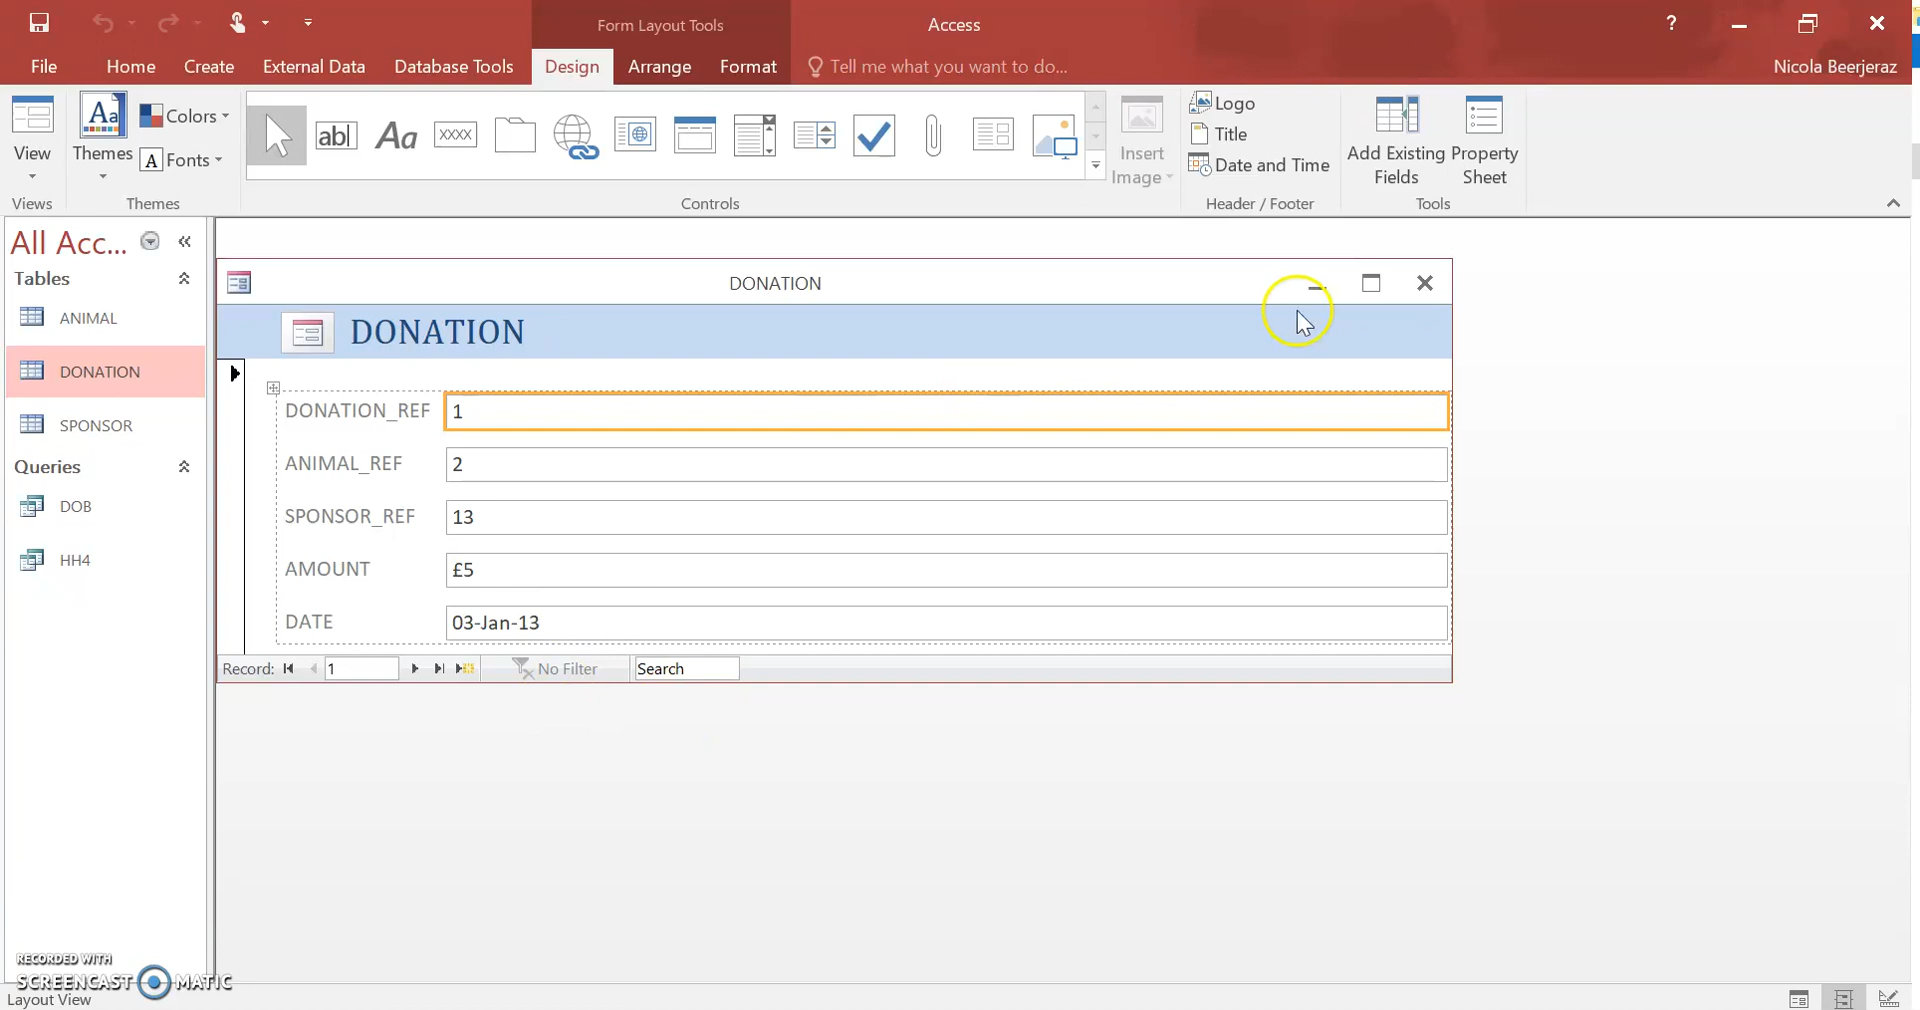 Form Layout Tools
Access
File Home Create External Data Database Tools Design Arrange Format Tell me what you want to do...
Nicola Beerjeraz
View
Views
Themes
Colors
Fonts
Themes
ab|
Aa
XXXX
Controls
Insert
Image
Logo
Title
Date and Time
Header / Footer
Add Existing
Fields
Property
Sheet
Tools
All Acc...
Tables
ANIMAL
DONATION
SPONSOR
Queries
DOB
HH4
DONATION
DONATION
DONATION_REF 1
ANIMAL_REF 2
SPONSOR_REF 13
AMOUNT £5
DATE 03-Jan-13
Record: 1 No Filter Search
RECORDED WITH
SCREENCAST MATIC
Layout View